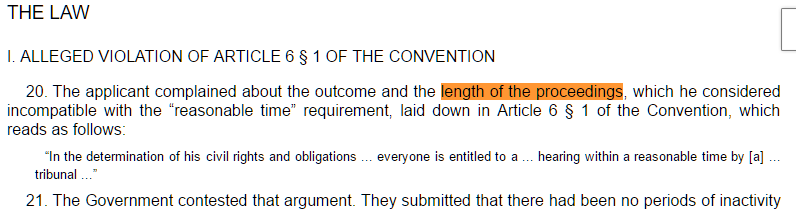 THE LAW
I. ALLEGED VIOLATION OF ARTICLE 6 § 1 OF THE CONVENTION
20. The applicant complained about the outcome and the length of the proceedings, which he considered
incompatible with the “reasonable time” requirement, laid down in Article 6 § 1 of the Convention, which
reads as follows:
“In the determination of his civil rights and obligations ... everyone is entitled to a ... hearing within a reasonable time by [a] ...
tribunal ...”
21. The Government contested that argument. They submitted that there had been no periods of inactivity